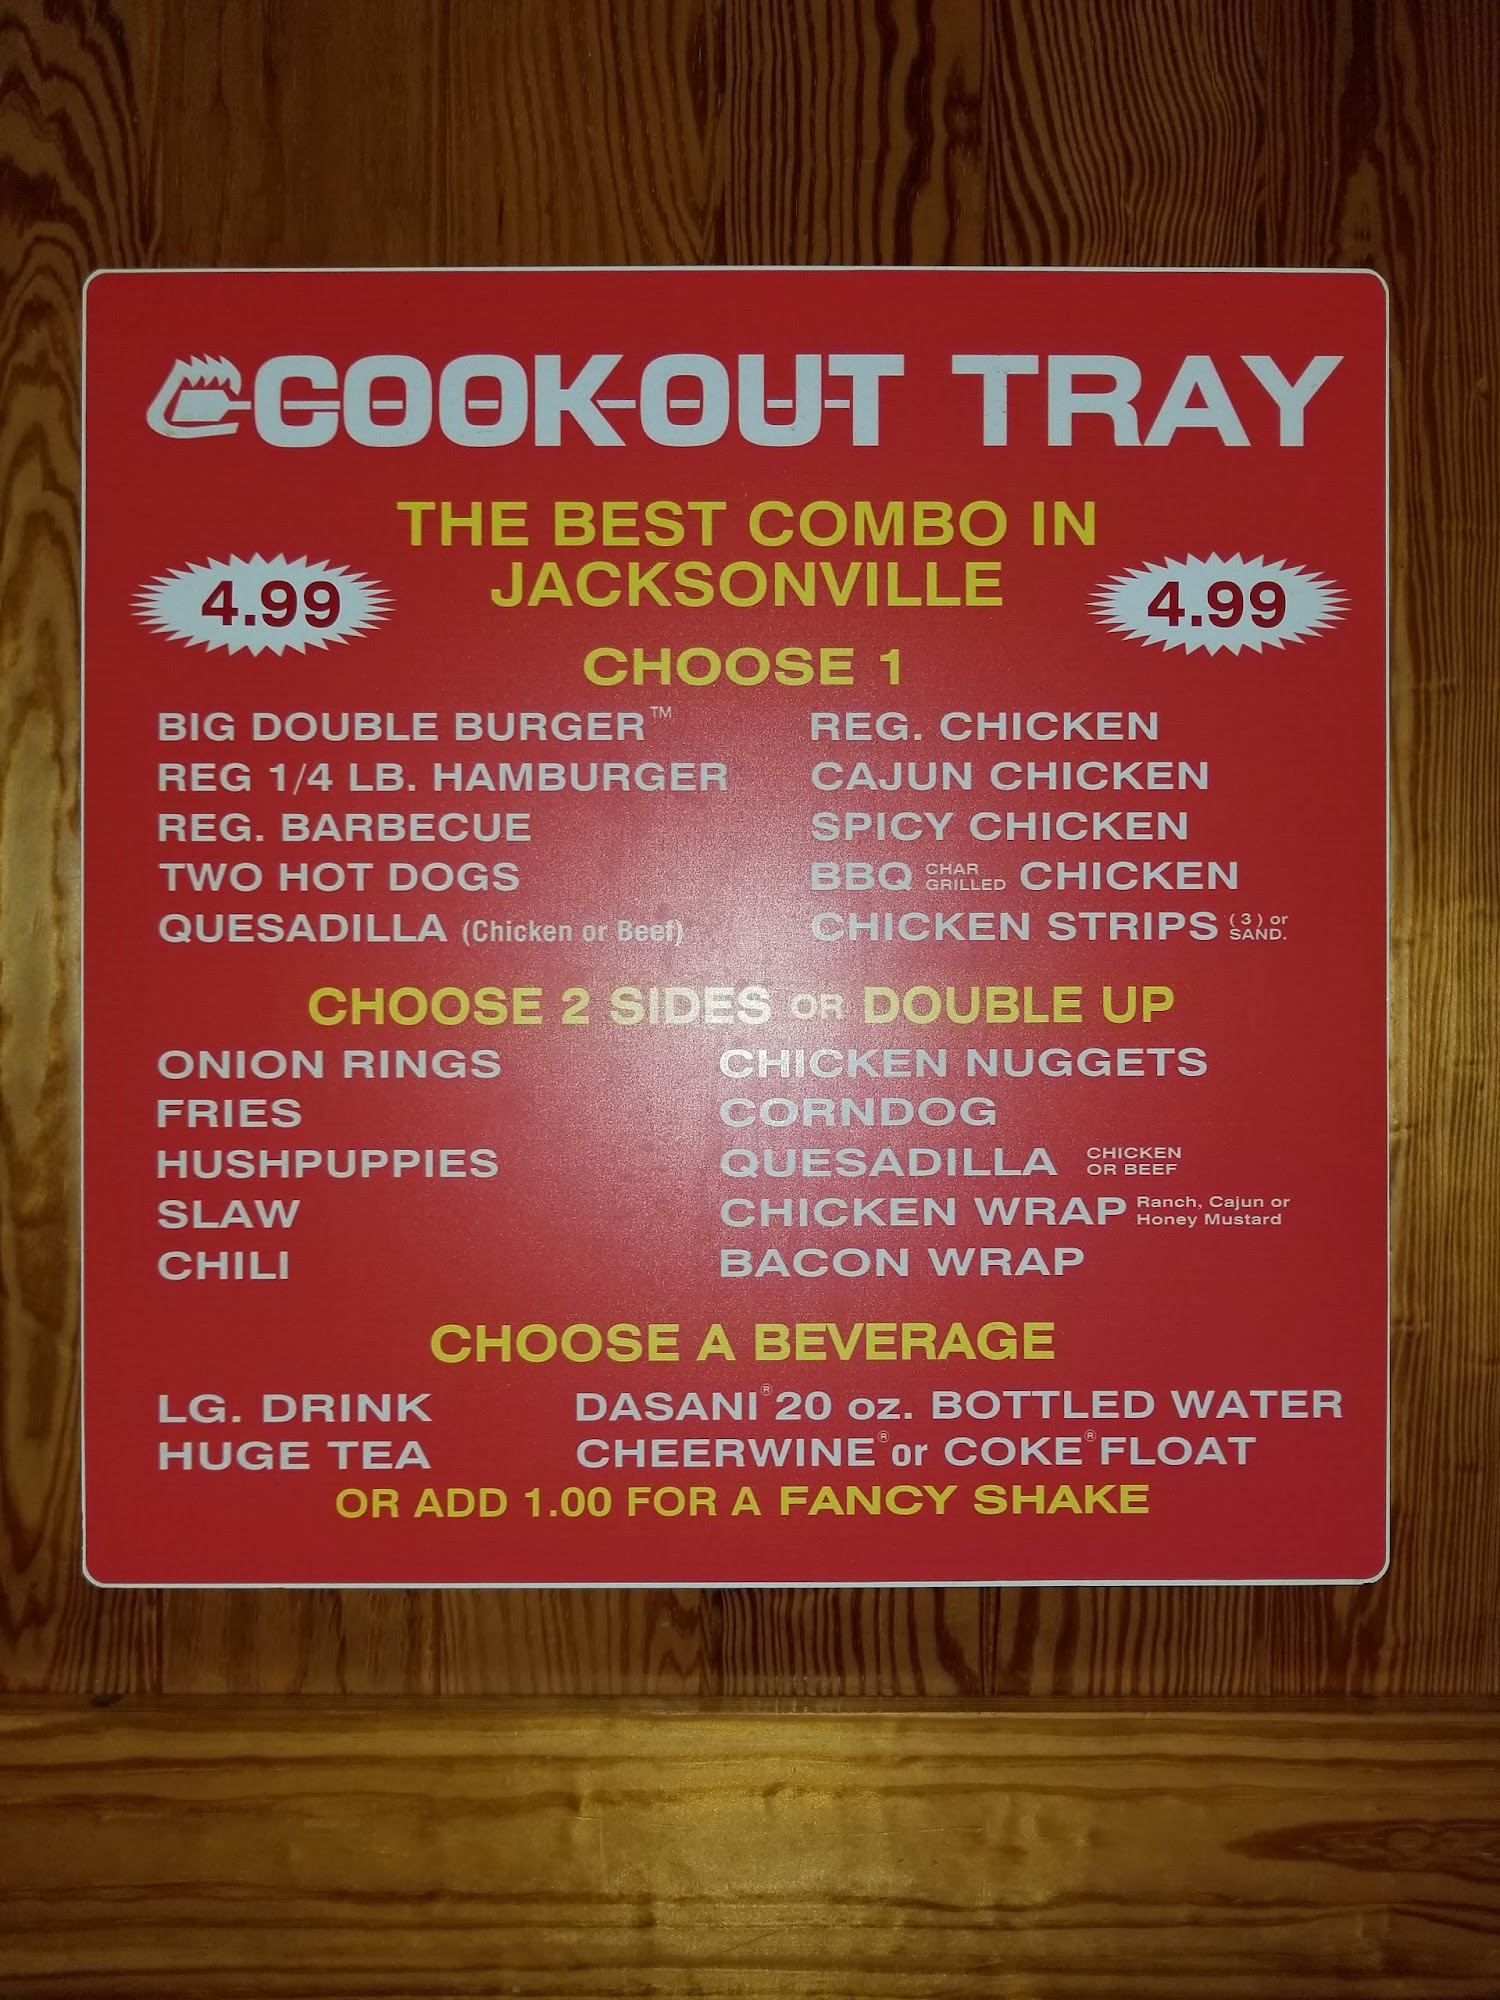 COOK-OUT TRAY
THE BEST COMBO IN
JACKSONVILLE
4.99
4.99
CHOOSE 1
BIG DOUBLE BURGER™
REG 1/4 LB. HAMBURGER
REG. BARBECUE
TWO HOT DOGS
QUESADILLA (Chicken or Beef)
REG. CHICKEN
CAJUN CHICKEN
SPICY CHICKEN
BBQ CHAR GRILLED CHICKEN
CHICKEN STRIPS (3) or SAND.
CHOOSE 2 SIDES OR DOUBLE UP
ONION RINGS
FRIES
HUSHPUPPIES
SLAW
CHILI
CHICKEN NUGGETS
CORNDOG
QUESADILLA CHICKEN OR BEEF
CHICKEN WRAP Ranch, Cajun or Honey Mustard
BACON WRAP
CHOOSE A BEVERAGE
LG. DRINK
HUGE TEA
DASANI® 20 oz. BOTTLED WATER
CHEERWINE® or COKE® FLOAT
OR ADD 1.00 FOR A FANCY SHAKE